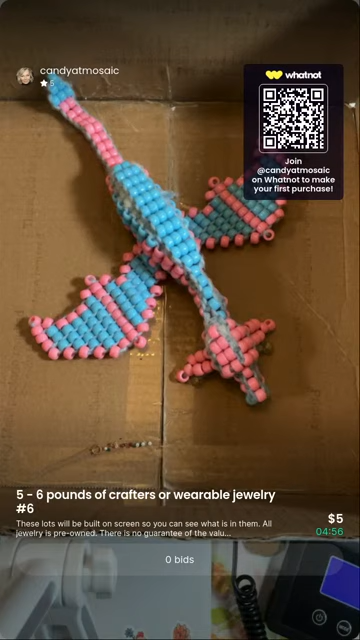 candyatmosaic
★ 5
whatnot
Join
@candyatmosaic
on Whatnot to make
your first purchase!
5 - 6 pounds of crafters or wearable jewelry
#6
These lots will be built on screen so you can see what is in them. All
jewelry is pre-owned. There is no guarantee of the valu...
$5
04:56
0 bids